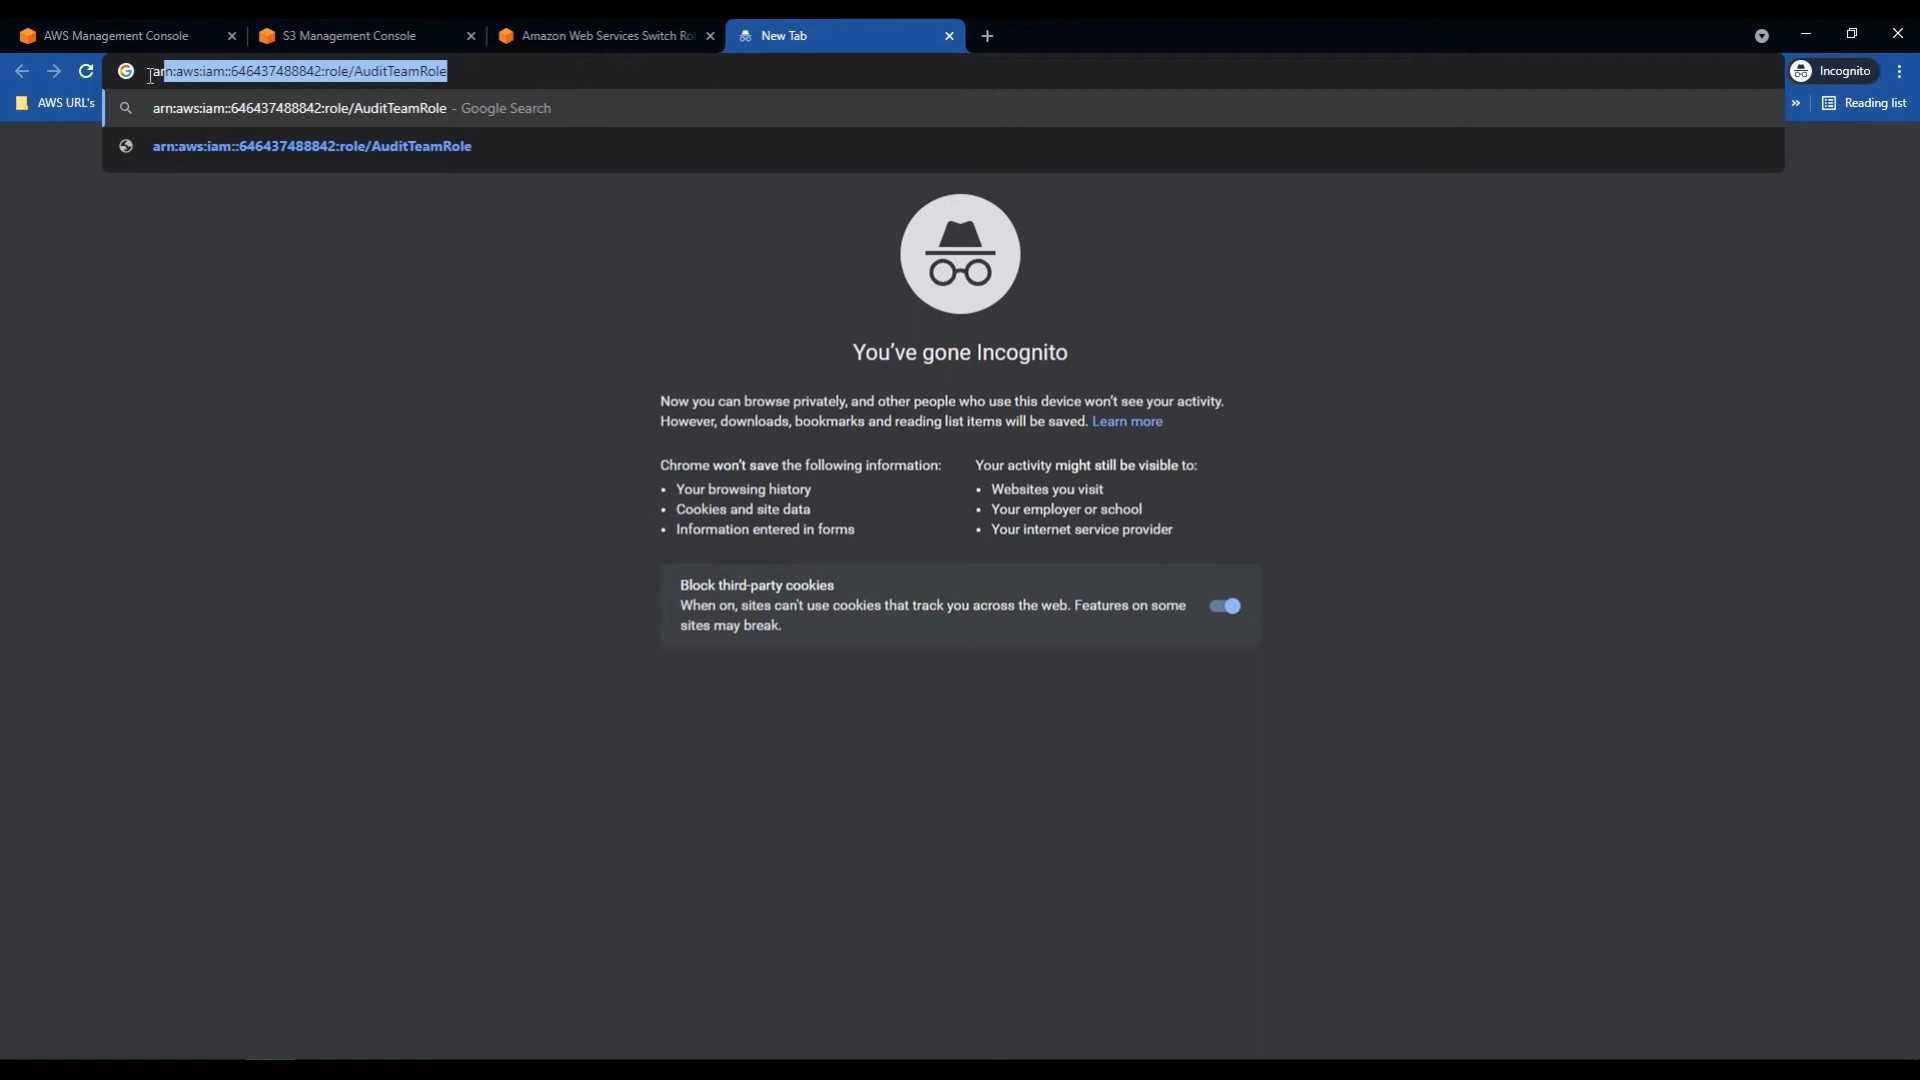 AWS Management Console
S3 Management Console
Amazon Web Services Switch Ro
New Tab
arn:aws:iam::646437488842:role/AuditTeamRole
Incognito
AWS URL's
arn:aws:iam::646437488842:role/AuditTeamRole - Google Search
» Reading list
arn:aws:iam::646437488842:role/AuditTeamRole
You've gone Incognito
Now you can browse privately, and other people who use this device won't see your activity.
However, downloads, bookmarks and reading list items will be saved. Learn more
Chrome won't save the following information:
• Your browsing history
• Cookies and site data
• Information entered in forms
Your activity might still be visible to:
• Websites you visit
• Your employer or school
• Your internet service provider
Block third-party cookies
When on, sites can't use cookies that track you across the web. Features on some
sites may break.